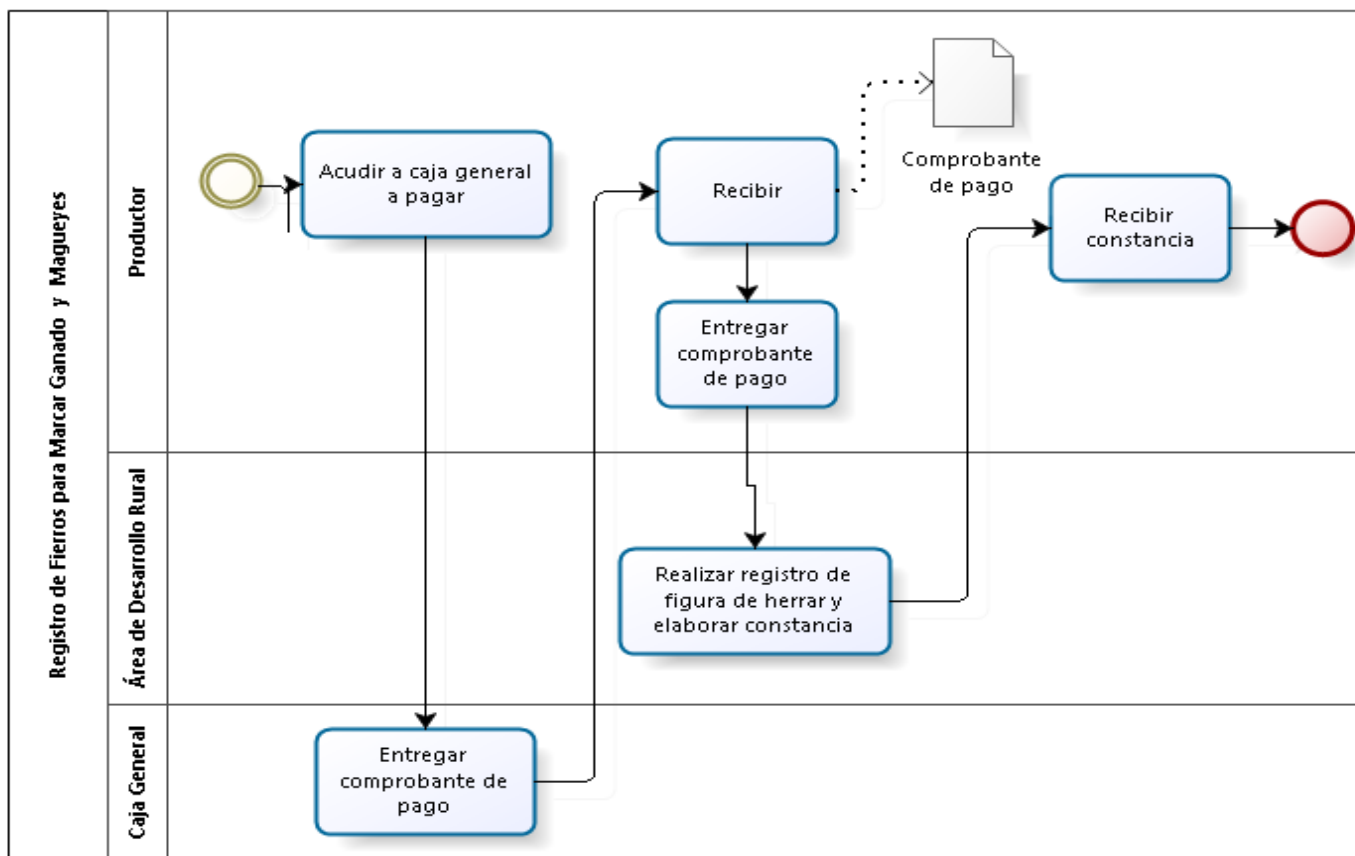 Registro de Fierros para Marcar Ganado y Magueyes
Productor
Acudir a caja general
a pagar
Recibir
Comprobante
de pago
Entregar
comprobante
de pago
Recibir
constancia
Área de Desarrollo Rural
Realizar registro de
figura de herrar y
elaborar constancia
Caja General
Entregar
comprobante de
pago